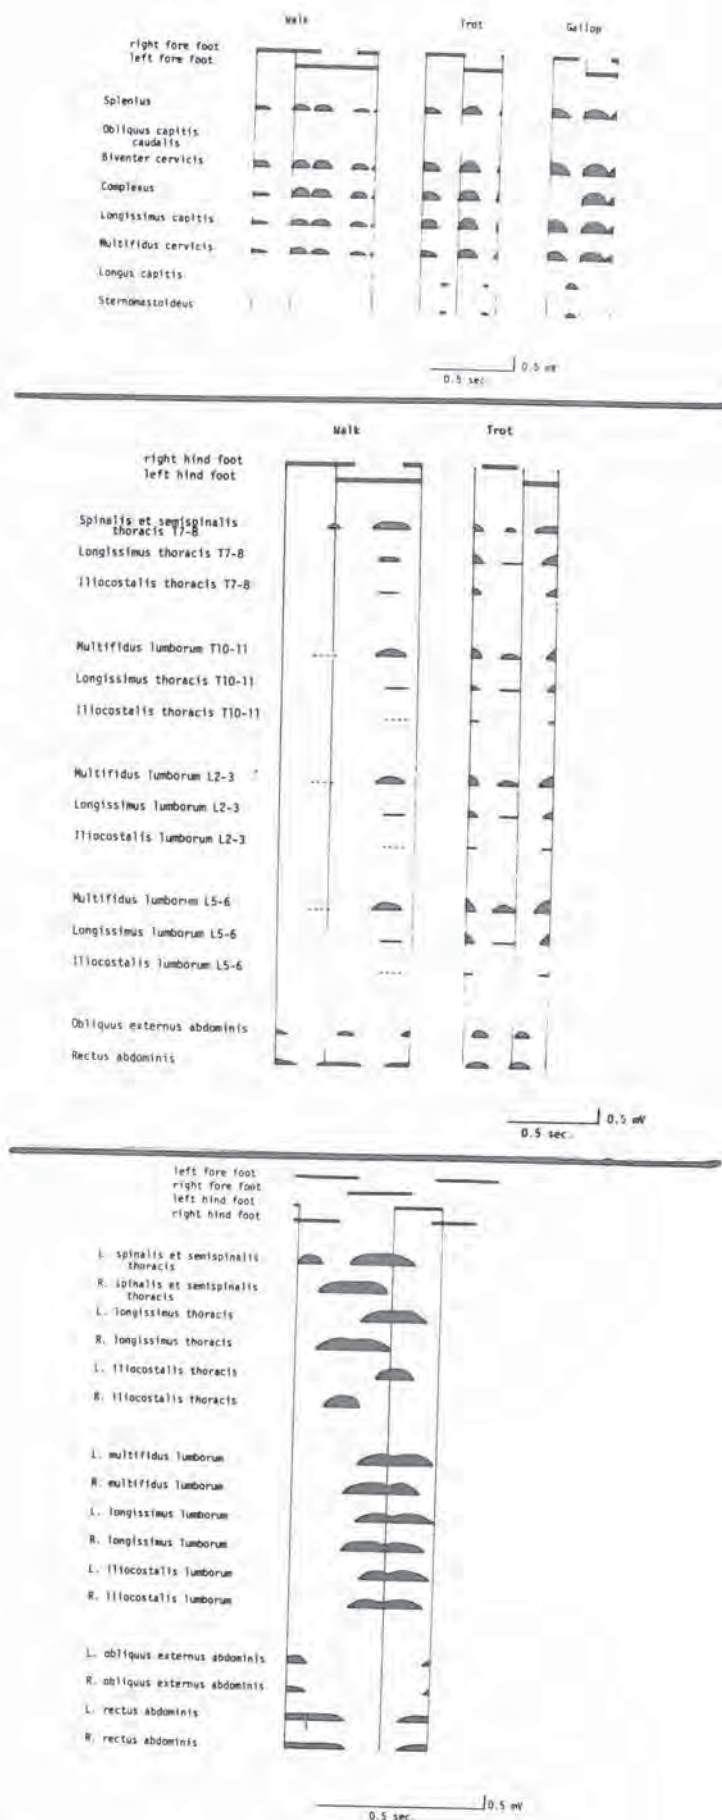 Walk Trot Gallop
right fore foot
left fore foot
Splenius
Obliquus capitis
caudalis
Biventer cervicis
Complexus
Longissimus capitis
Multifidus cervicis
Longus capitis
Sternomastoideus
0.5 mV
0.5 sec
Walk Trot
right hind foot
left hind foot
Spinalis et semispinalis
thoracis T7-8
Longissimus thoracis T7-8
Iliocostalis thoracis T7-8
Multifidus lumborum T10-11
Longissimus thoracis T10-11
Iliocostalis thoracis T10-11
Multifidus lumborum L2-3
Longissimus lumborum L2-3
Iliocostalis lumborum L2-3
Multifidus lumborum L5-6
Longissimus lumborum L5-6
Iliocostalis lumborum L5-6
Obliquus externus abdominis
Rectus abdominis
0.5 mV
0.5 sec.
left fore foot
right fore foot
left hind foot
right hind foot
L. spinalis et semispinalis
thoracis
R. spinalis et semispinalis
thoracis
L. longissimus thoracis
R. longissimus thoracis
L. iliocostalis thoracis
R. iliocostalis thoracis
L. multifidus lumborum
R. multifidus lumborum
L. longissimus lumborum
R. longissimus lumborum
L. iliocostalis lumborum
R. iliocostalis lumborum
L. obliquus externus abdominis
R. obliquus externus abdominis
L. rectus abdominis
R. rectus abdominis
0.5 mV
0.5 sec.